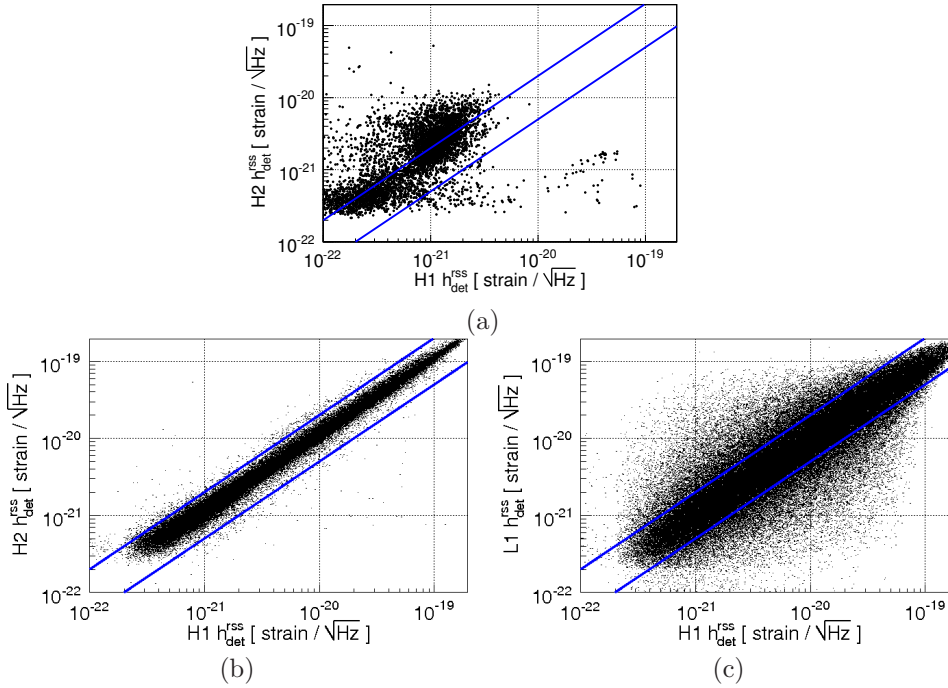 10⁻¹⁹
10⁻²⁰
10⁻²¹
10⁻²²
H2 h_det^rss [ strain / √Hz ]
10⁻²² 10⁻²¹ 10⁻²⁰ 10⁻¹⁹
H1 h_det^rss [ strain / √Hz ]
(a)
10⁻¹⁹
10⁻²⁰
10⁻²¹
10⁻²²
H2 h_det^rss [ strain / √Hz ]
10⁻²² 10⁻²¹ 10⁻²⁰ 10⁻¹⁹
H1 h_det^rss [ strain / √Hz ]
(b)
10⁻¹⁹
10⁻²⁰
10⁻²¹
10⁻²²
L1 h_det^rss [ strain / √Hz ]
10⁻²² 10⁻²¹ 10⁻²⁰ 10⁻¹⁹
H1 h_det^rss [ strain / √Hz ]
(c)